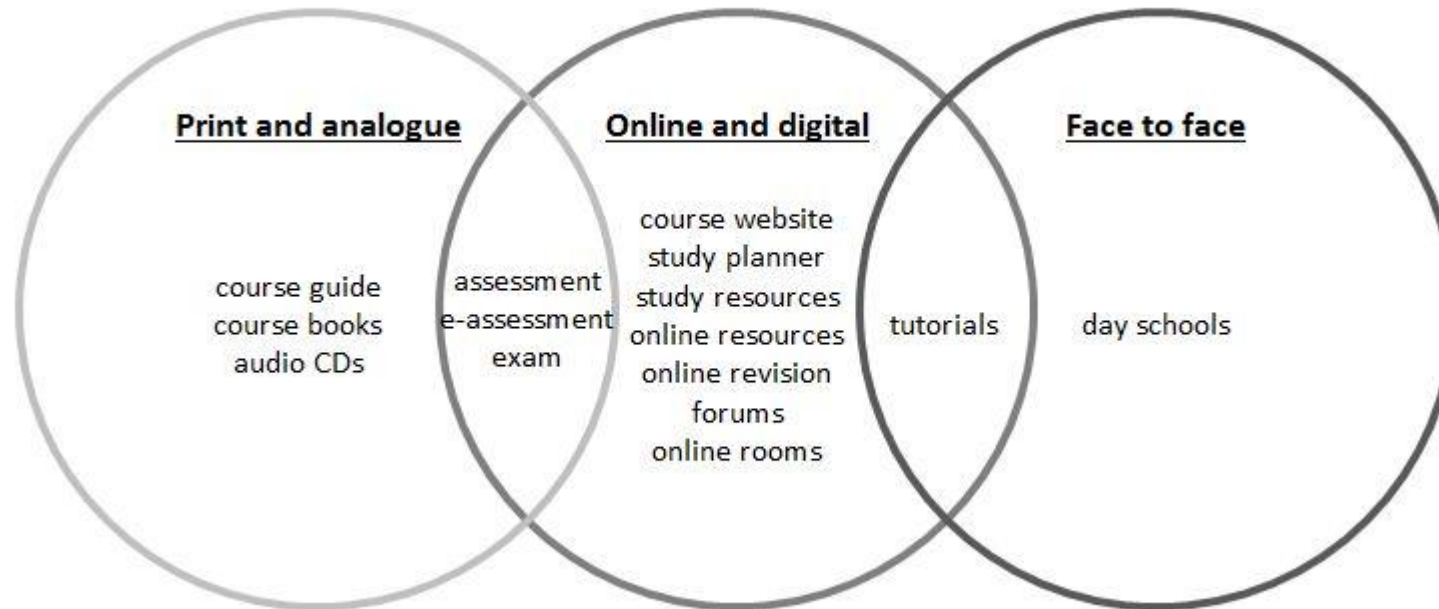 Print and analogue
course guide
course books
audio CDs
assessment
e-assessment
exam
Online and digital
course website
study planner
study resources
online resources
online revision
forums
online rooms
tutorials
Face to face
day schools